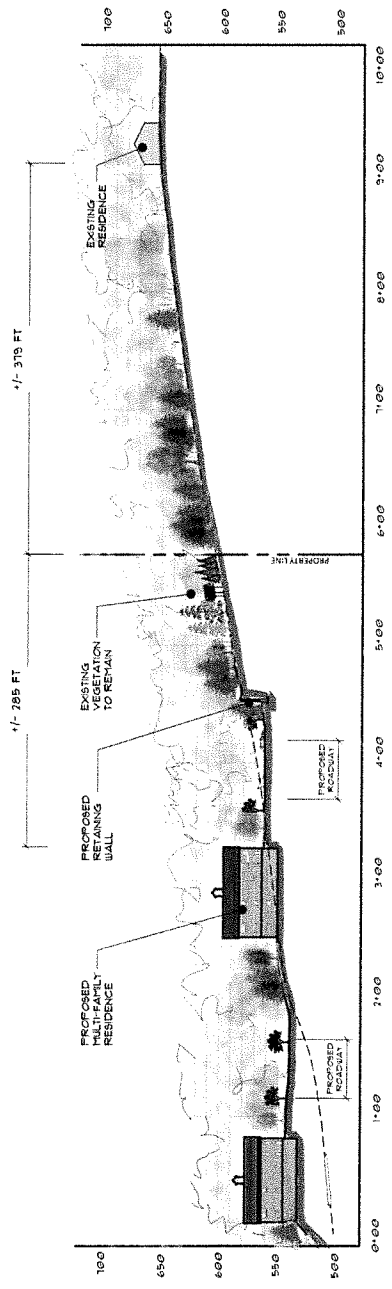 +/- 285 FT
+/- 379 FT
PROPOSED
MULTI-FAMILY
RESIDENCE
PROPOSED
RETAINING
WALL
EXISTING
VEGETATION
TO REMAIN
EXISTING
RESIDENCE
700
650
600
550
500
700
650
600
550
500
PROPERTY LINE
PROPOSED
ROADWAY
PROPOSED
ROADWAY
0+00
1+00
2+00
3+00
4+00
5+00
6+00
7+00
8+00
9+00
10+00